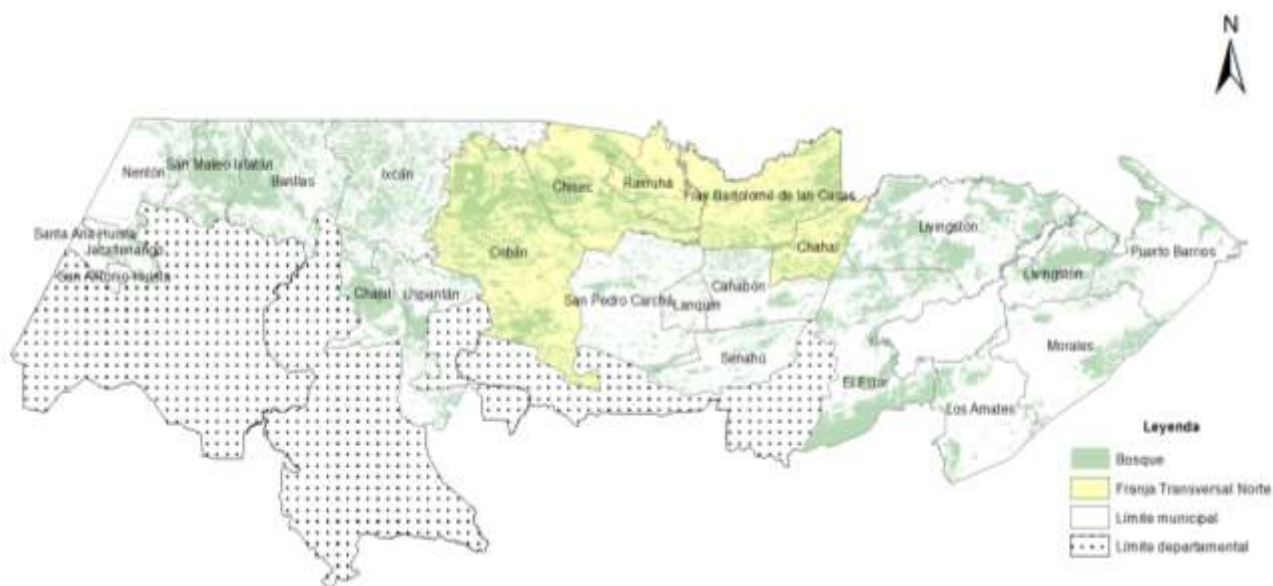 N
Nentón
San Mateo Ixtatán
Barillas
Ixcán
Chisec
Raxruhá
Fray Bartolomé de las Casas
Santa Ana Huista
Jacaltenango
San Antonio Huista
Cobán
Chahal
Livingstón
Livingstón
Puerto Barrios
Chajul
Uspantán
San Pedro Carchá
Lanquín
Cahabón
Senahú
Morales
El Estor
Los Amates
Leyenda
Bosque
Franja Transversal Norte
Límite municipal
Límite departamental